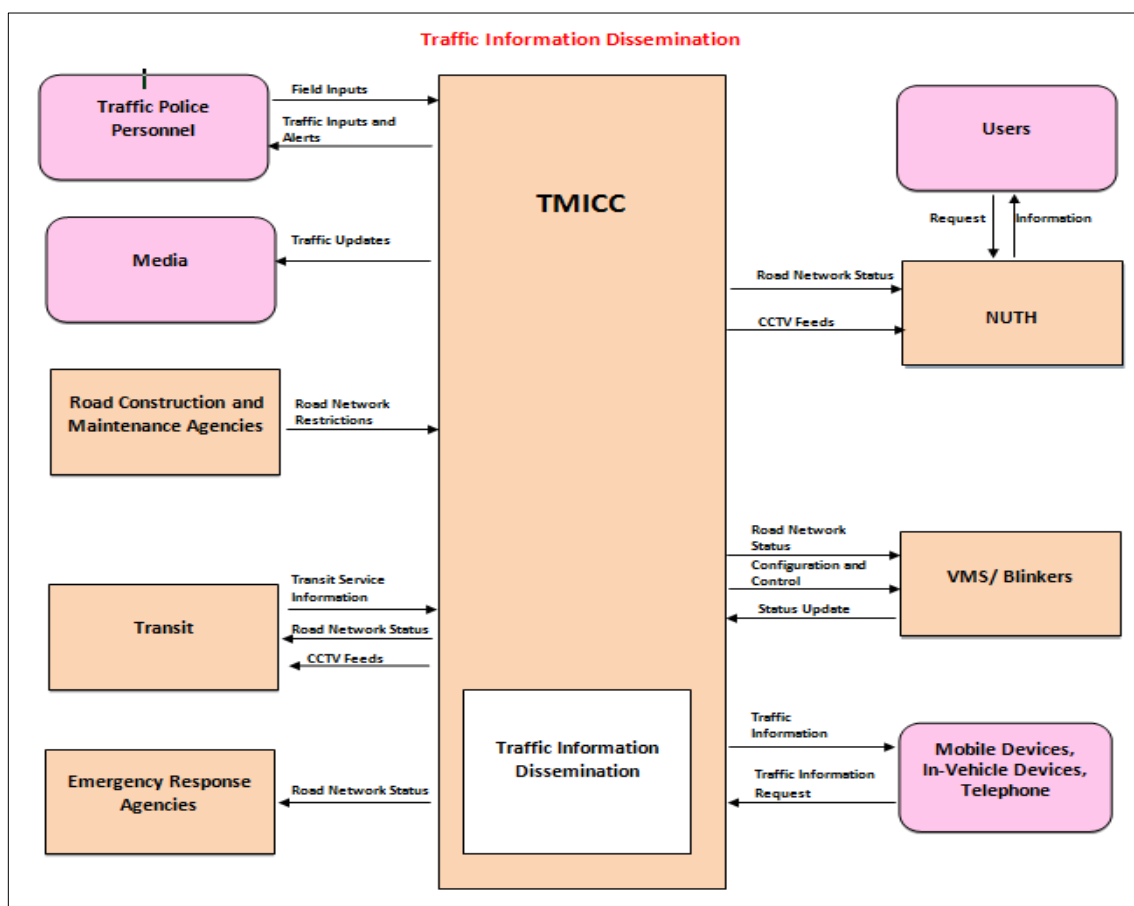 Traffic Information Dissemination
Traffic Police
Personnel
Field Inputs
Traffic Inputs and
Alerts
Media
Traffic Updates
Road Construction and
Maintenance Agencies
Road Network
Restrictions
Transit
Transit Service
Information
Road Network Status
CCTV Feeds
Emergency Response
Agencies
Road Network Status
TMICC
Traffic Information
Dissemination
Users
Request
Information
Road Network Status
CCTV Feeds
NUTH
Road Network
Status
Configuration and
Control
Status Update
VMS/ Blinkers
Traffic
Information
Traffic Information
Request
Mobile Devices,
In-Vehicle Devices,
Telephone